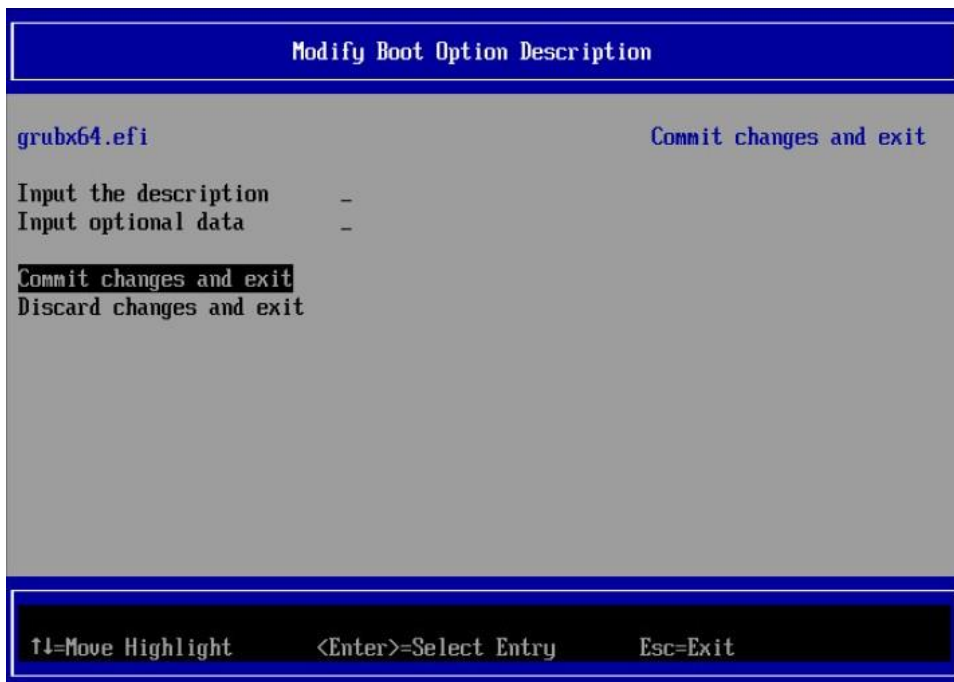 Modify Boot Option Description
grubx64.efi Commit changes and exit
Input the description _
Input optional data _
Commit changes and exit
Discard changes and exit
↑↓=Move Highlight <Enter>=Select Entry Esc=Exit